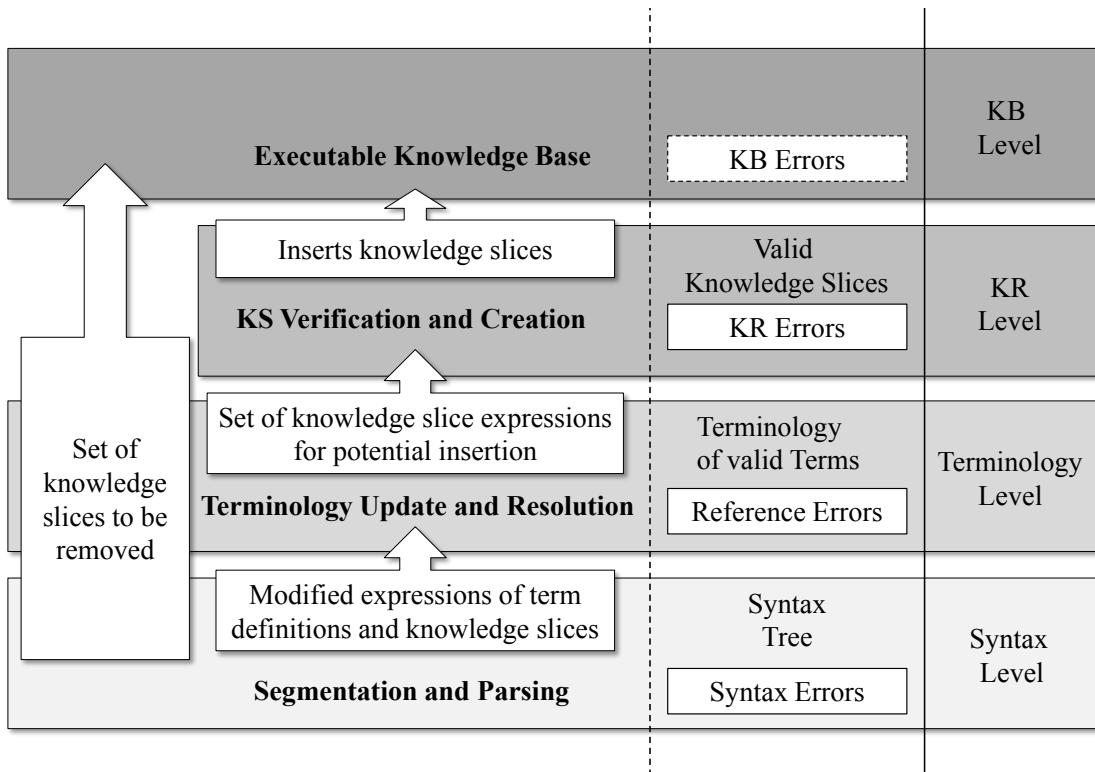 Executable Knowledge Base
KB Errors
KB
Level
Inserts knowledge slices
KS Verification and Creation
Valid
Knowledge Slices
KR Errors
KR
Level
Set of knowledge slice expressions
for potential insertion
Terminology Update and Resolution
Terminology
of valid Terms
Reference Errors
Terminology
Level
Set of
knowledge
slices to be
removed
Modified expressions of term
definitions and knowledge slices
Segmentation and Parsing
Syntax
Tree
Syntax Errors
Syntax
Level